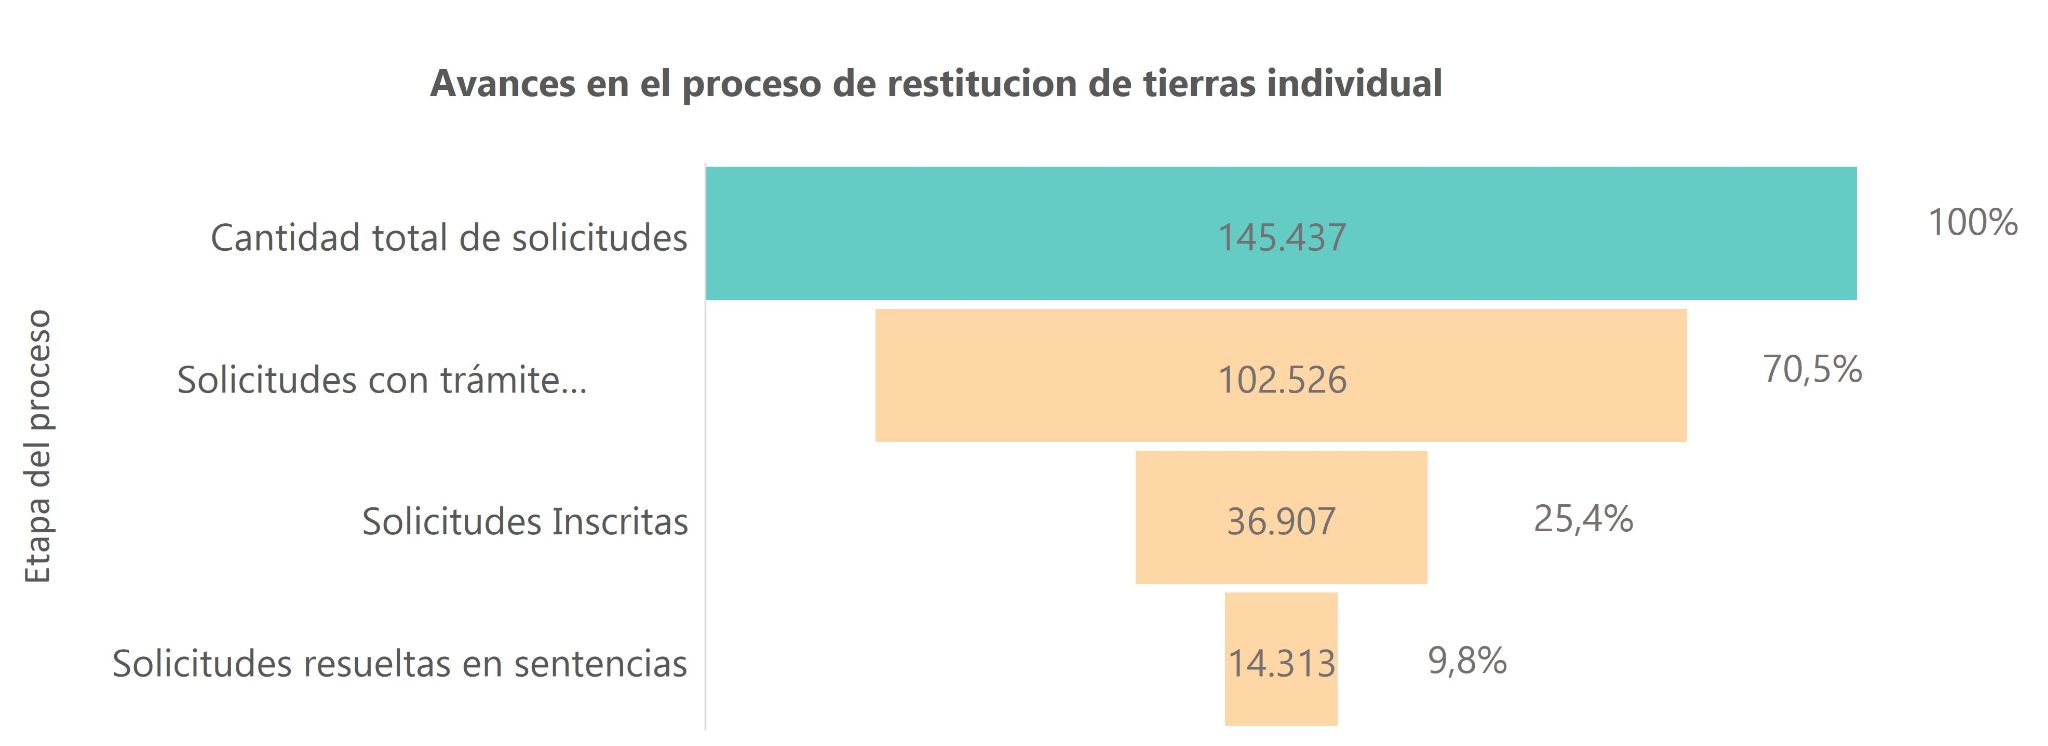 Avances en el proceso de restitucion de tierras individual
Etapa del proceso
Cantidad total de solicitudes
145.437
100%
Solicitudes con trámite...
102.526
70,5%
Solicitudes Inscritas
36.907
25,4%
Solicitudes resueltas en sentencias
14.313
9,8%